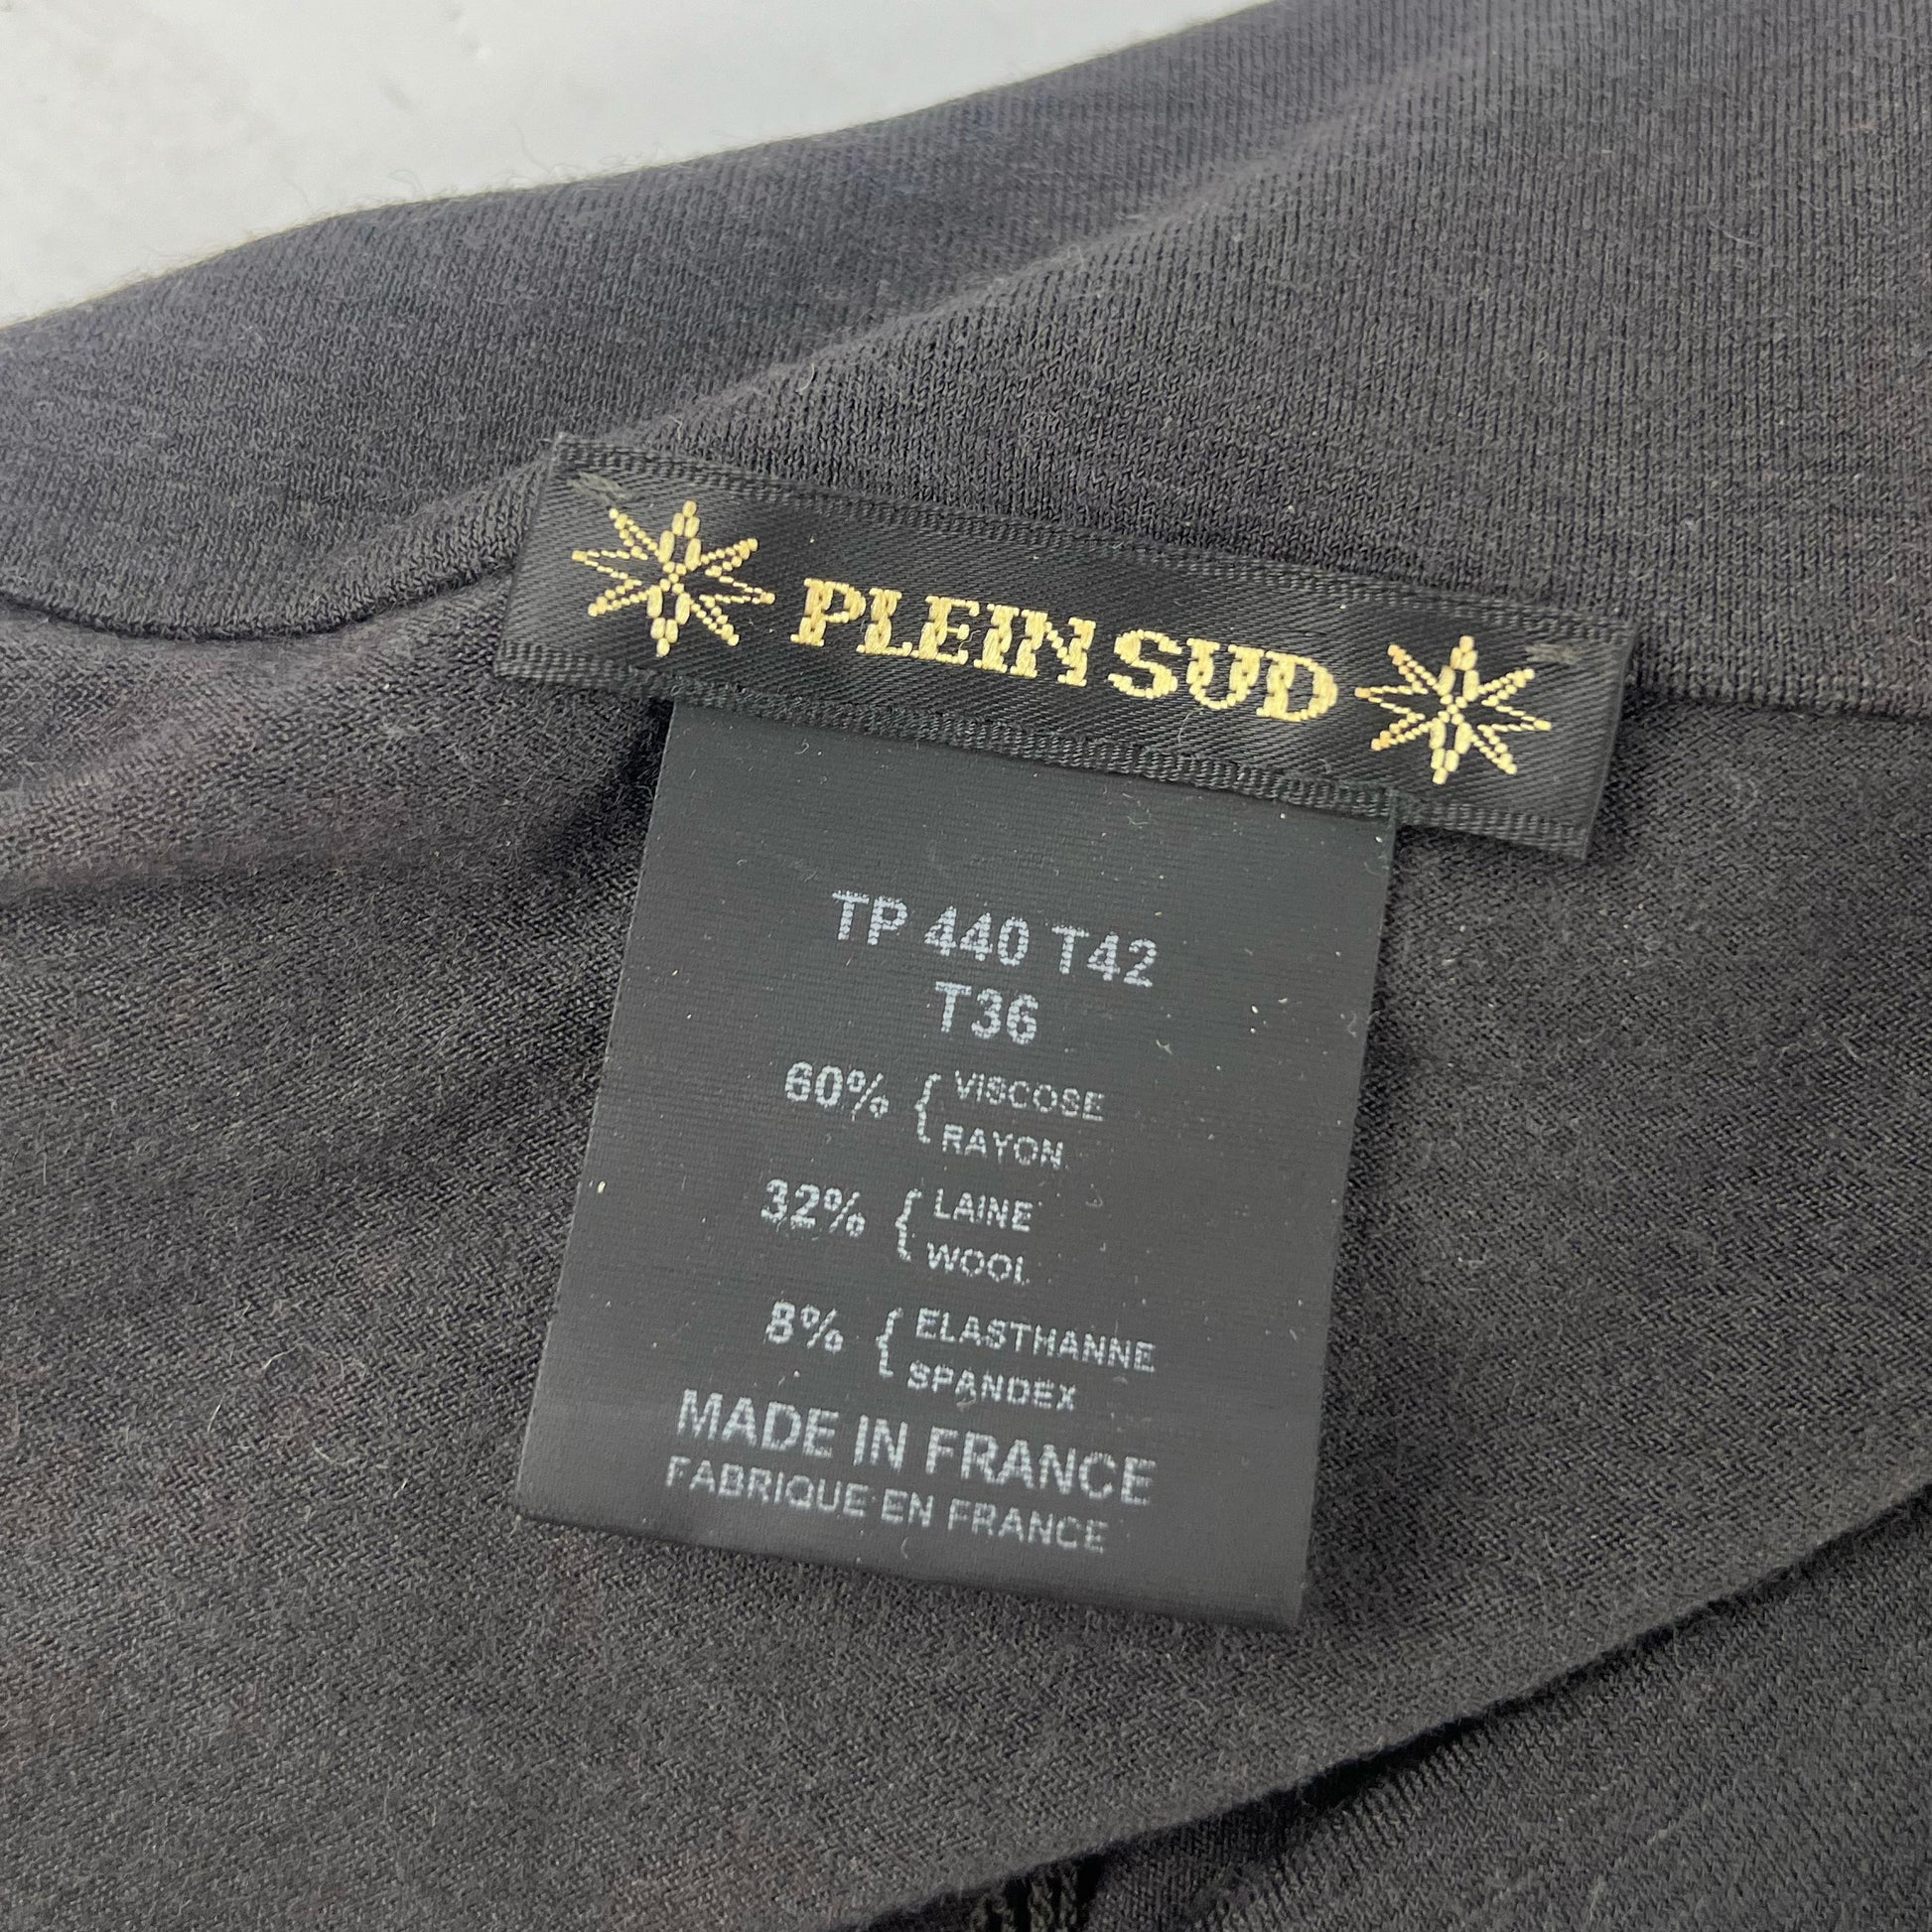 PLEIN SUD
TP 440 T42
T36
60% { VISCOSE
RAYON
32% { LAINE
WOOL
8% { ELASTHANNE
SPANDEX
MADE IN FRANCE
FABRIQUE EN FRANCE